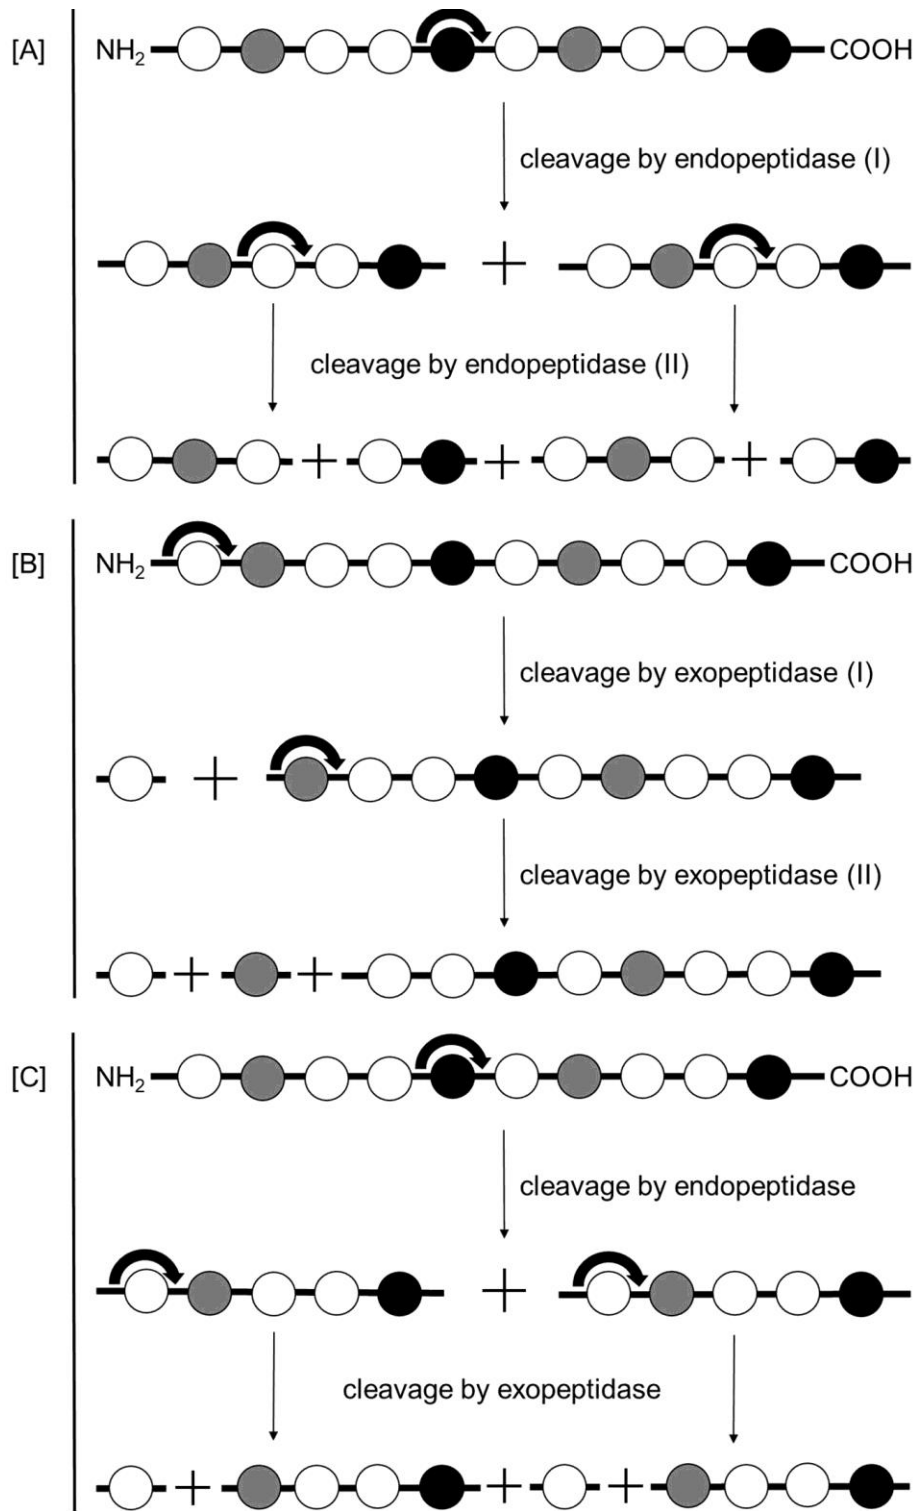 [A] NH2 COOH
cleavage by endopeptidase (I)
+
cleavage by endopeptidase (II)
+ + +
[B] NH2 COOH
cleavage by exopeptidase (I)
+
cleavage by exopeptidase (II)
+ +
[C] NH2 COOH
cleavage by endopeptidase
+
cleavage by exopeptidase
+ + +